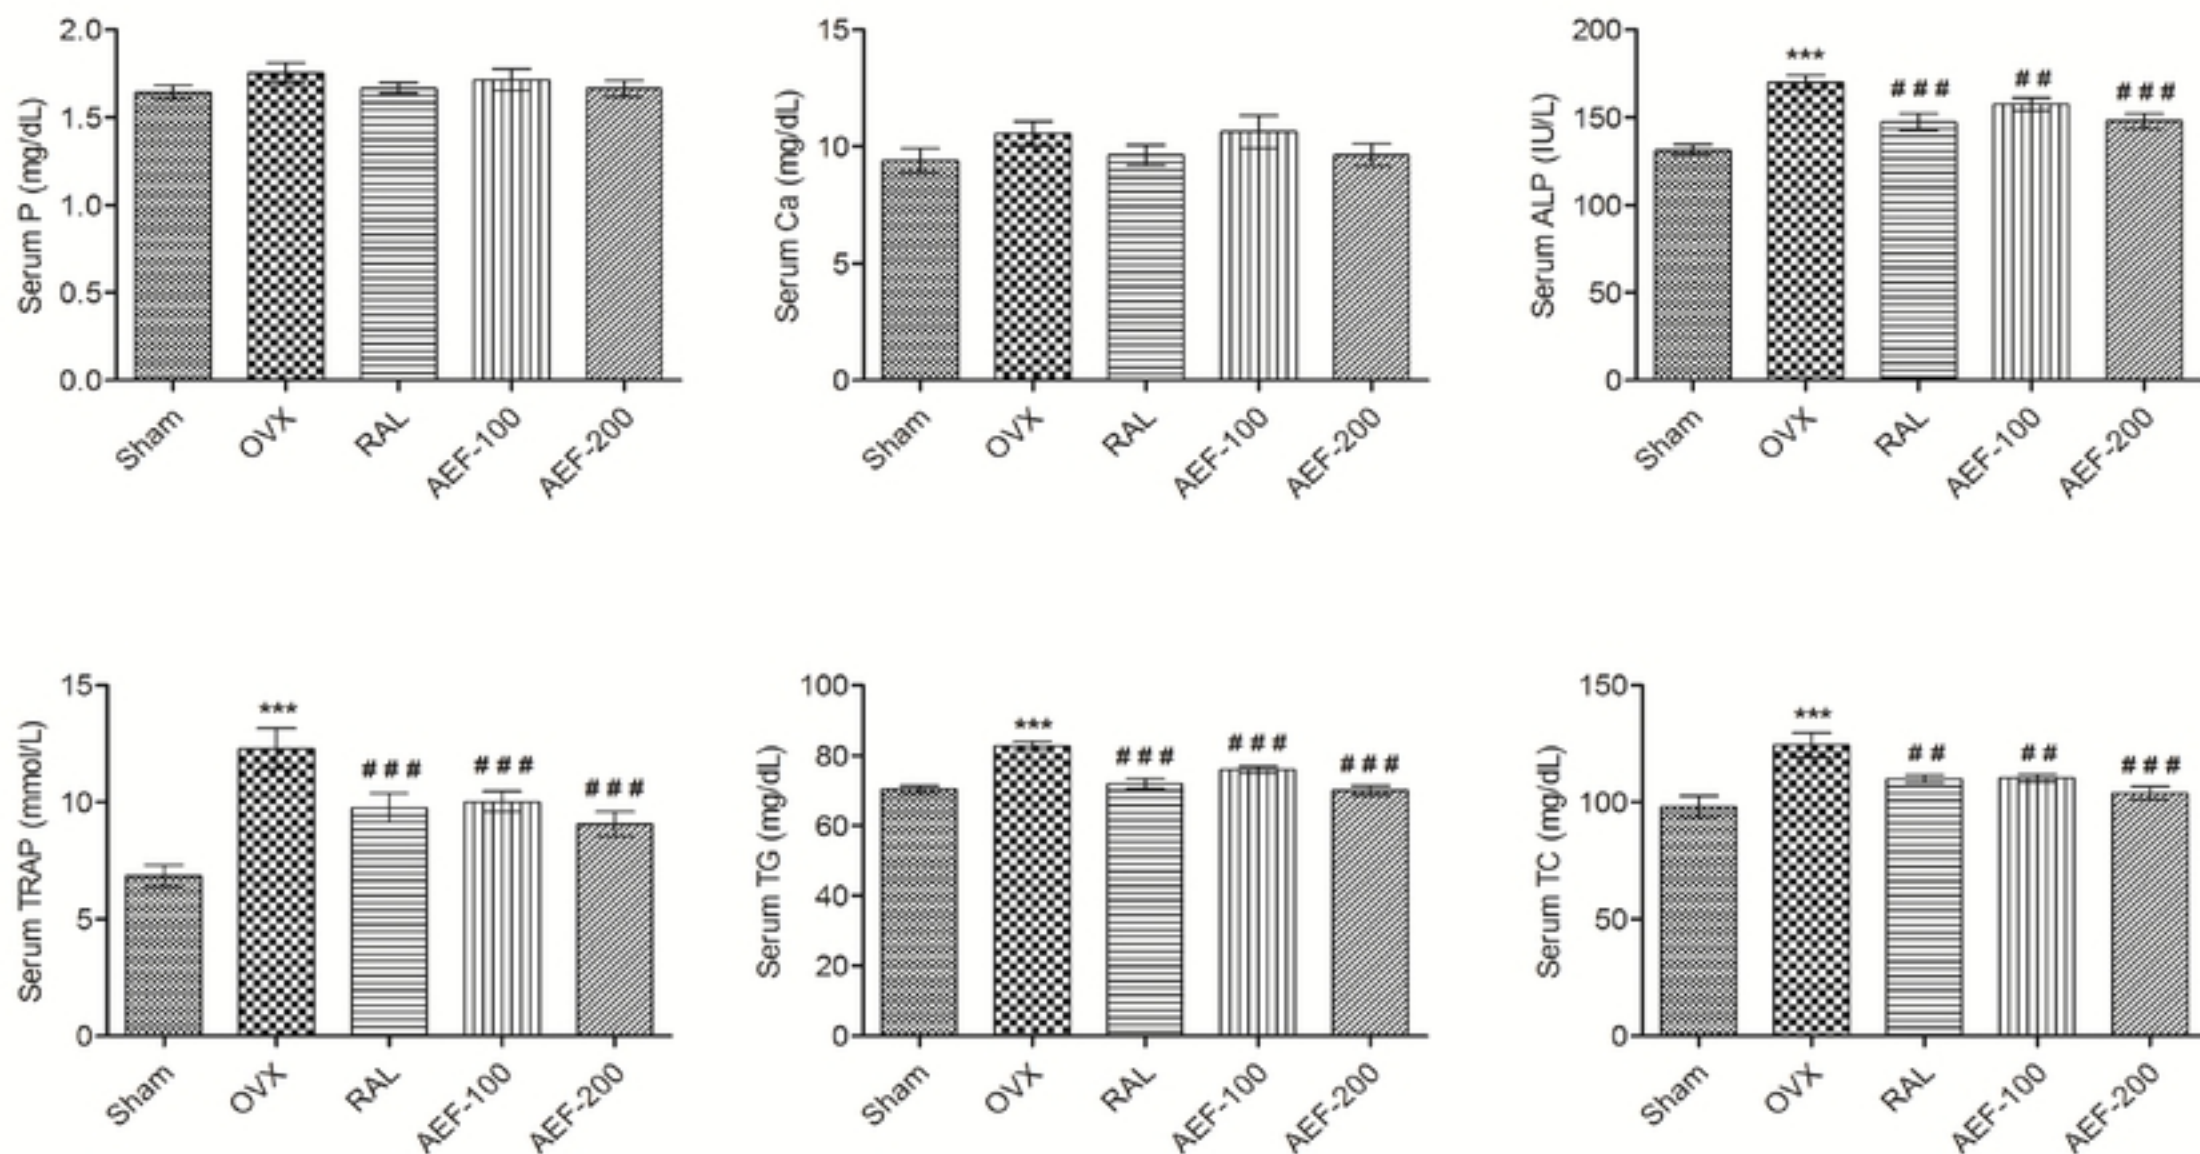 Serum P (mg/dL)
2.0
1.5
1.0
0.5
0.0
Sham
OVX
RAL
AEF-100
AEF-200
Serum Ca (mg/dL)
15
10
5
0
Sham
OVX
RAL
AEF-100
AEF-200
Serum ALP (IU/L)
200
150
100
50
0
***
###
##
###
Sham
OVX
RAL
AEF-100
AEF-200
Serum TRAP (mmol/L)
15
10
5
0
***
###
###
###
Sham
OVX
RAL
AEF-100
AEF-200
Serum TG (mg/dL)
100
80
60
40
20
0
***
###
###
###
Sham
OVX
RAL
AEF-100
AEF-200
Serum TC (mg/dL)
150
100
50
0
***
##
##
###
Sham
OVX
RAL
AEF-100
AEF-200